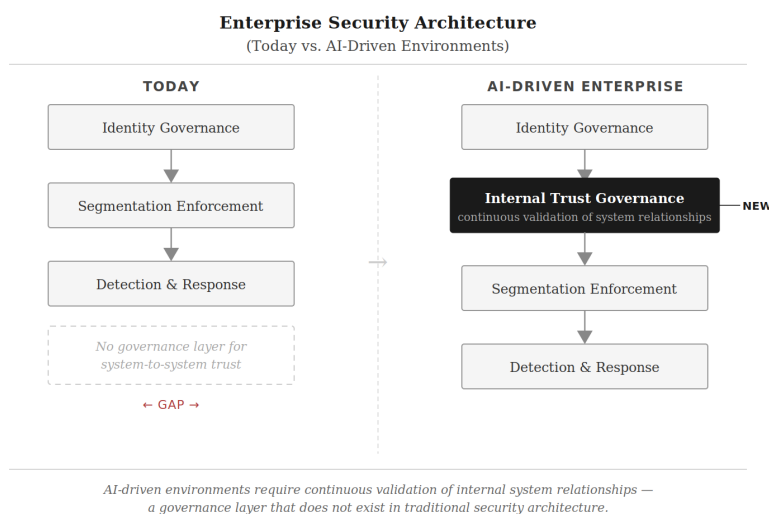 Enterprise Security Architecture
(Today vs. AI-Driven Environments)
TODAY
Identity Governance
Segmentation Enforcement
Detection & Response
No governance layer for
system-to-system trust
← GAP →
→
AI-DRIVEN ENTERPRISE
Identity Governance
Internal Trust Governance
continuous validation of system relationships
NEW
Segmentation Enforcement
Detection & Response
AI-driven environments require continuous validation of internal system relationships —
a governance layer that does not exist in traditional security architecture.